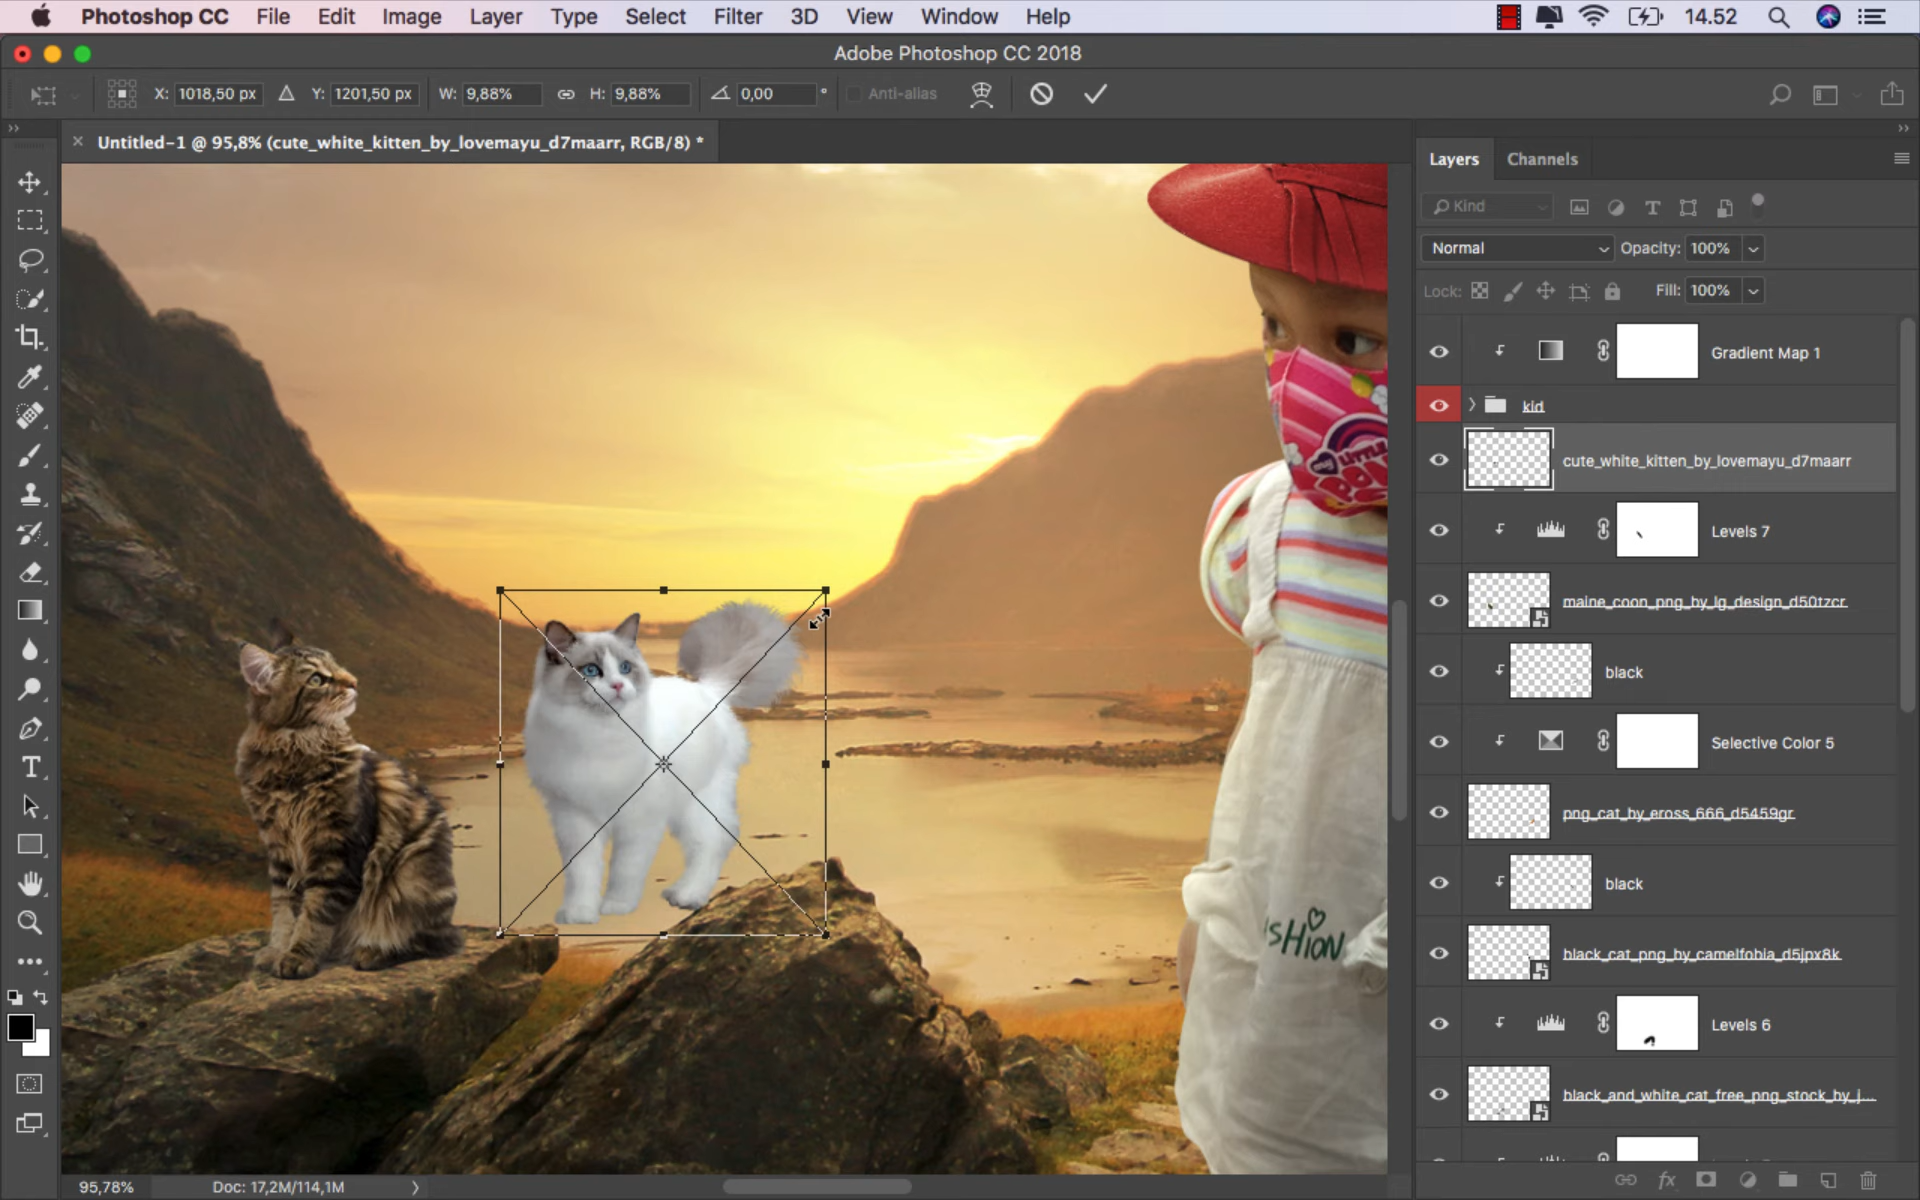 Photoshop CC File Edit Image Layer Type Select Filter 3D View Window Help 14.52
Adobe Photoshop CC 2018
X: 1018,50 px Y: 1201,50 px W: 9,88% H: 9,88% 0,00 ° Anti-alias
Untitled-1 @ 95,8% (cute_white_kitten_by_lovemayu_d7maarr, RGB/8) *
Layers Channels
Kind
Normal Opacity: 100%
Lock: Fill: 100%
Gradient Map 1
kid
cute_white_kitten_by_lovemayu_d7maarr
Levels 7
maine_coon_png_by_lg_design_d50tzcr
black
Selective Color 5
png_cat_by_eross_666_d5459gr
black
black_cat_png_by_camelfobia_d5jpx8k
Levels 6
black_and_white_cat_free_png_stock_by_j...
my LITTLE
SHION
95,78% Doc: 17,2M/114,1M